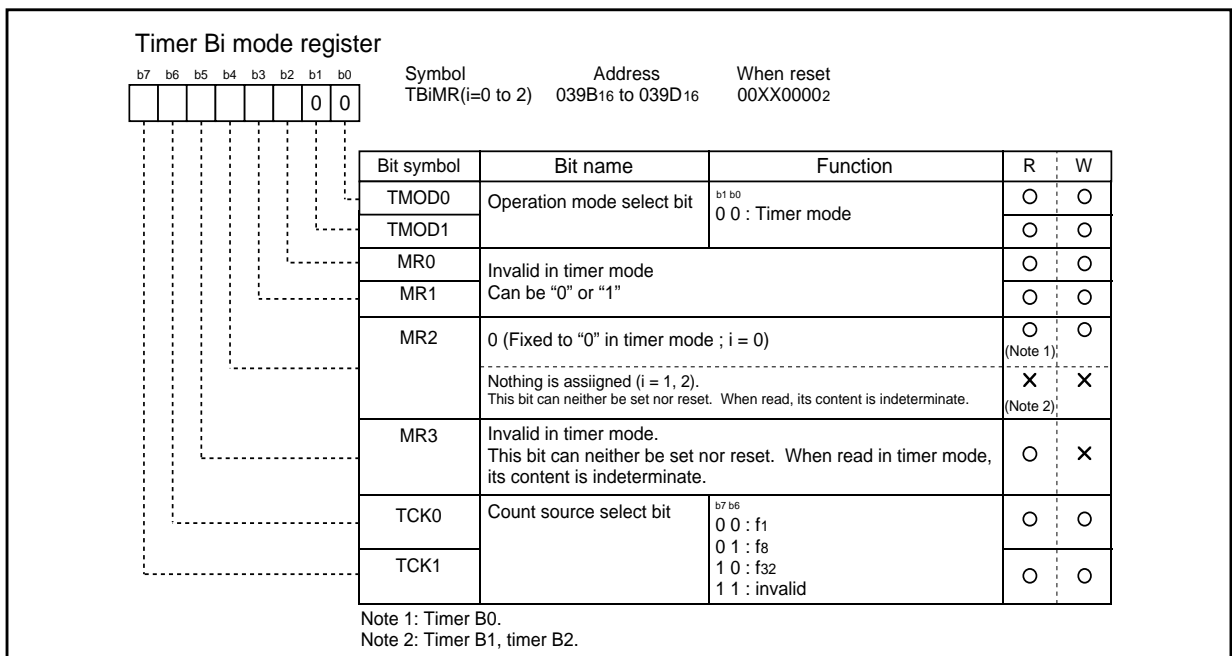 Timer Bi mode register
b7 b6 b5 b4 b3 b2 b1 b0
0 0
Symbol Address When reset
TBiMR(i=0 to 2) 039B16 to 039D16 00XX00002
Bit symbol Bit name Function R W
TMOD0 Operation mode select bit b1 b0
0 0 : Timer mode
TMOD1
MR0 Invalid in timer mode
MR1 Can be “0” or “1”
MR2 0 (Fixed to “0” in timer mode ; i = 0)
(Note 1)
Nothing is assiigned (i = 1, 2).
This bit can neither be set nor reset. When read, its content is indeterminate.
(Note 2)
MR3 Invalid in timer mode.
This bit can neither be set nor reset. When read in timer mode,
its content is indeterminate.
TCK0 Count source select bit b7 b6
0 0 : f1
0 1 : f8
TCK1 1 0 : f32
1 1 : invalid
Note 1: Timer B0.
Note 2: Timer B1, timer B2.